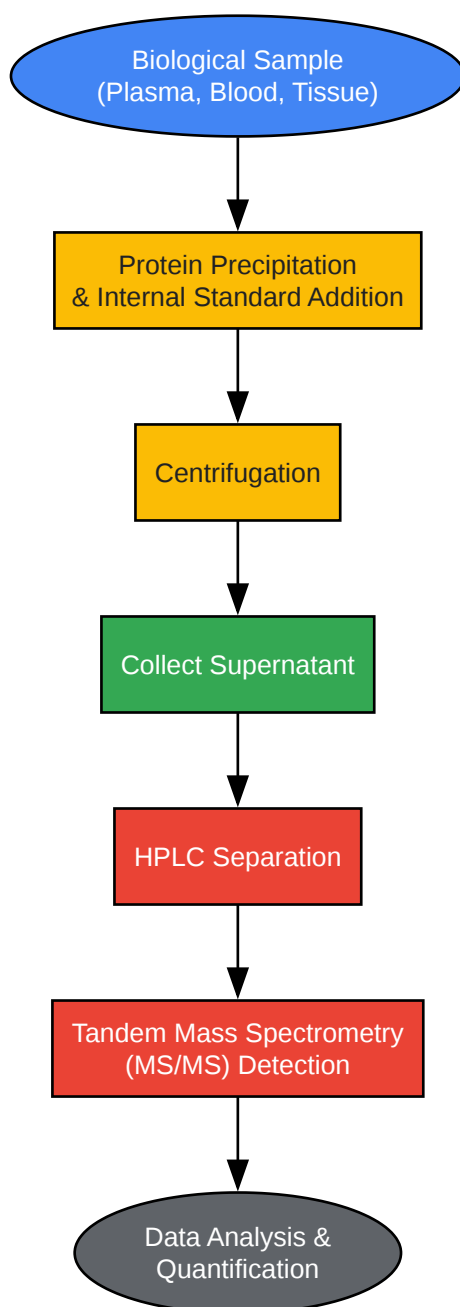 Biological Sample
(Plasma, Blood, Tissue)
Protein Precipitation
& Internal Standard Addition
Centrifugation
Collect Supernatant
HPLC Separation
Tandem Mass Spectrometry
(MS/MS) Detection
Data Analysis &
Quantification